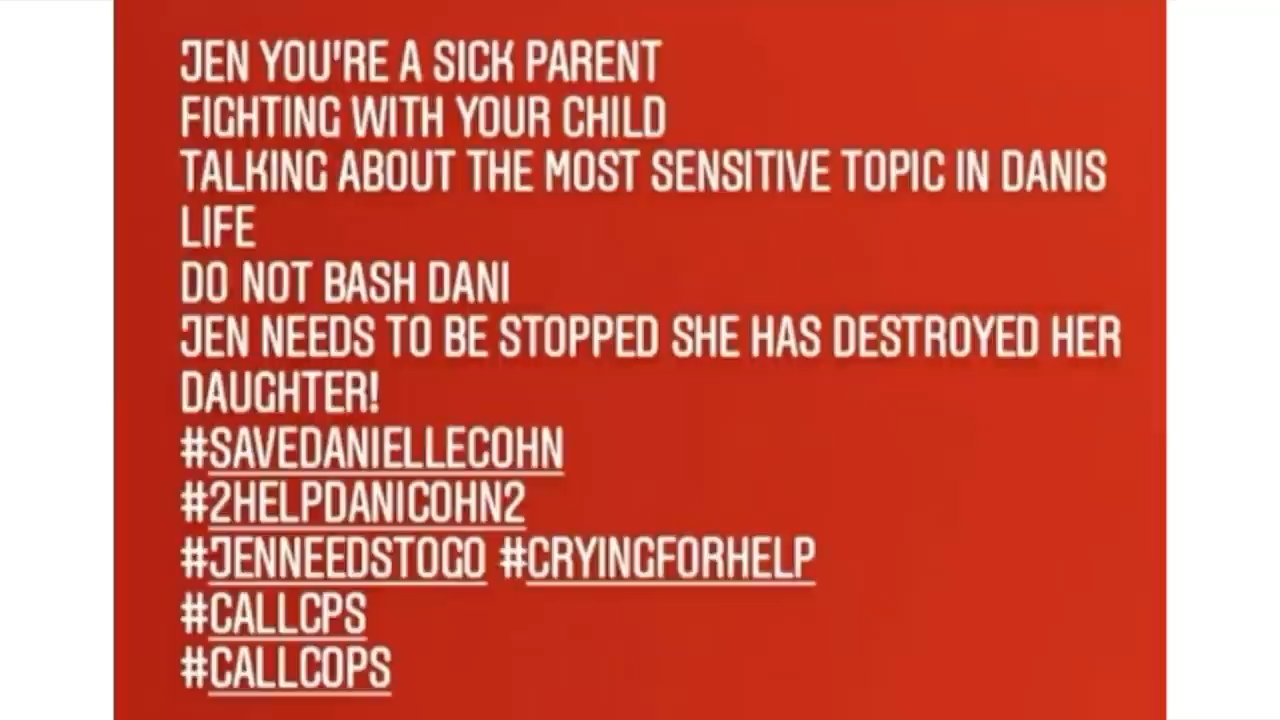 JEN YOU'RE A SICK PARENT
FIGHTING WITH YOUR CHILD
TALKING ABOUT THE MOST SENSITIVE TOPIC IN DANIS
LIFE
DO NOT BASH DANI
JEN NEEDS TO BE STOPPED SHE HAS DESTROYED HER
DAUGHTER!
#SAVEDANIELLECOHN
#2HELPDANICOHN2
#JENNEEDSTOGO #CRYINGFORHELP
#CALLCPS
#CALLCOPS